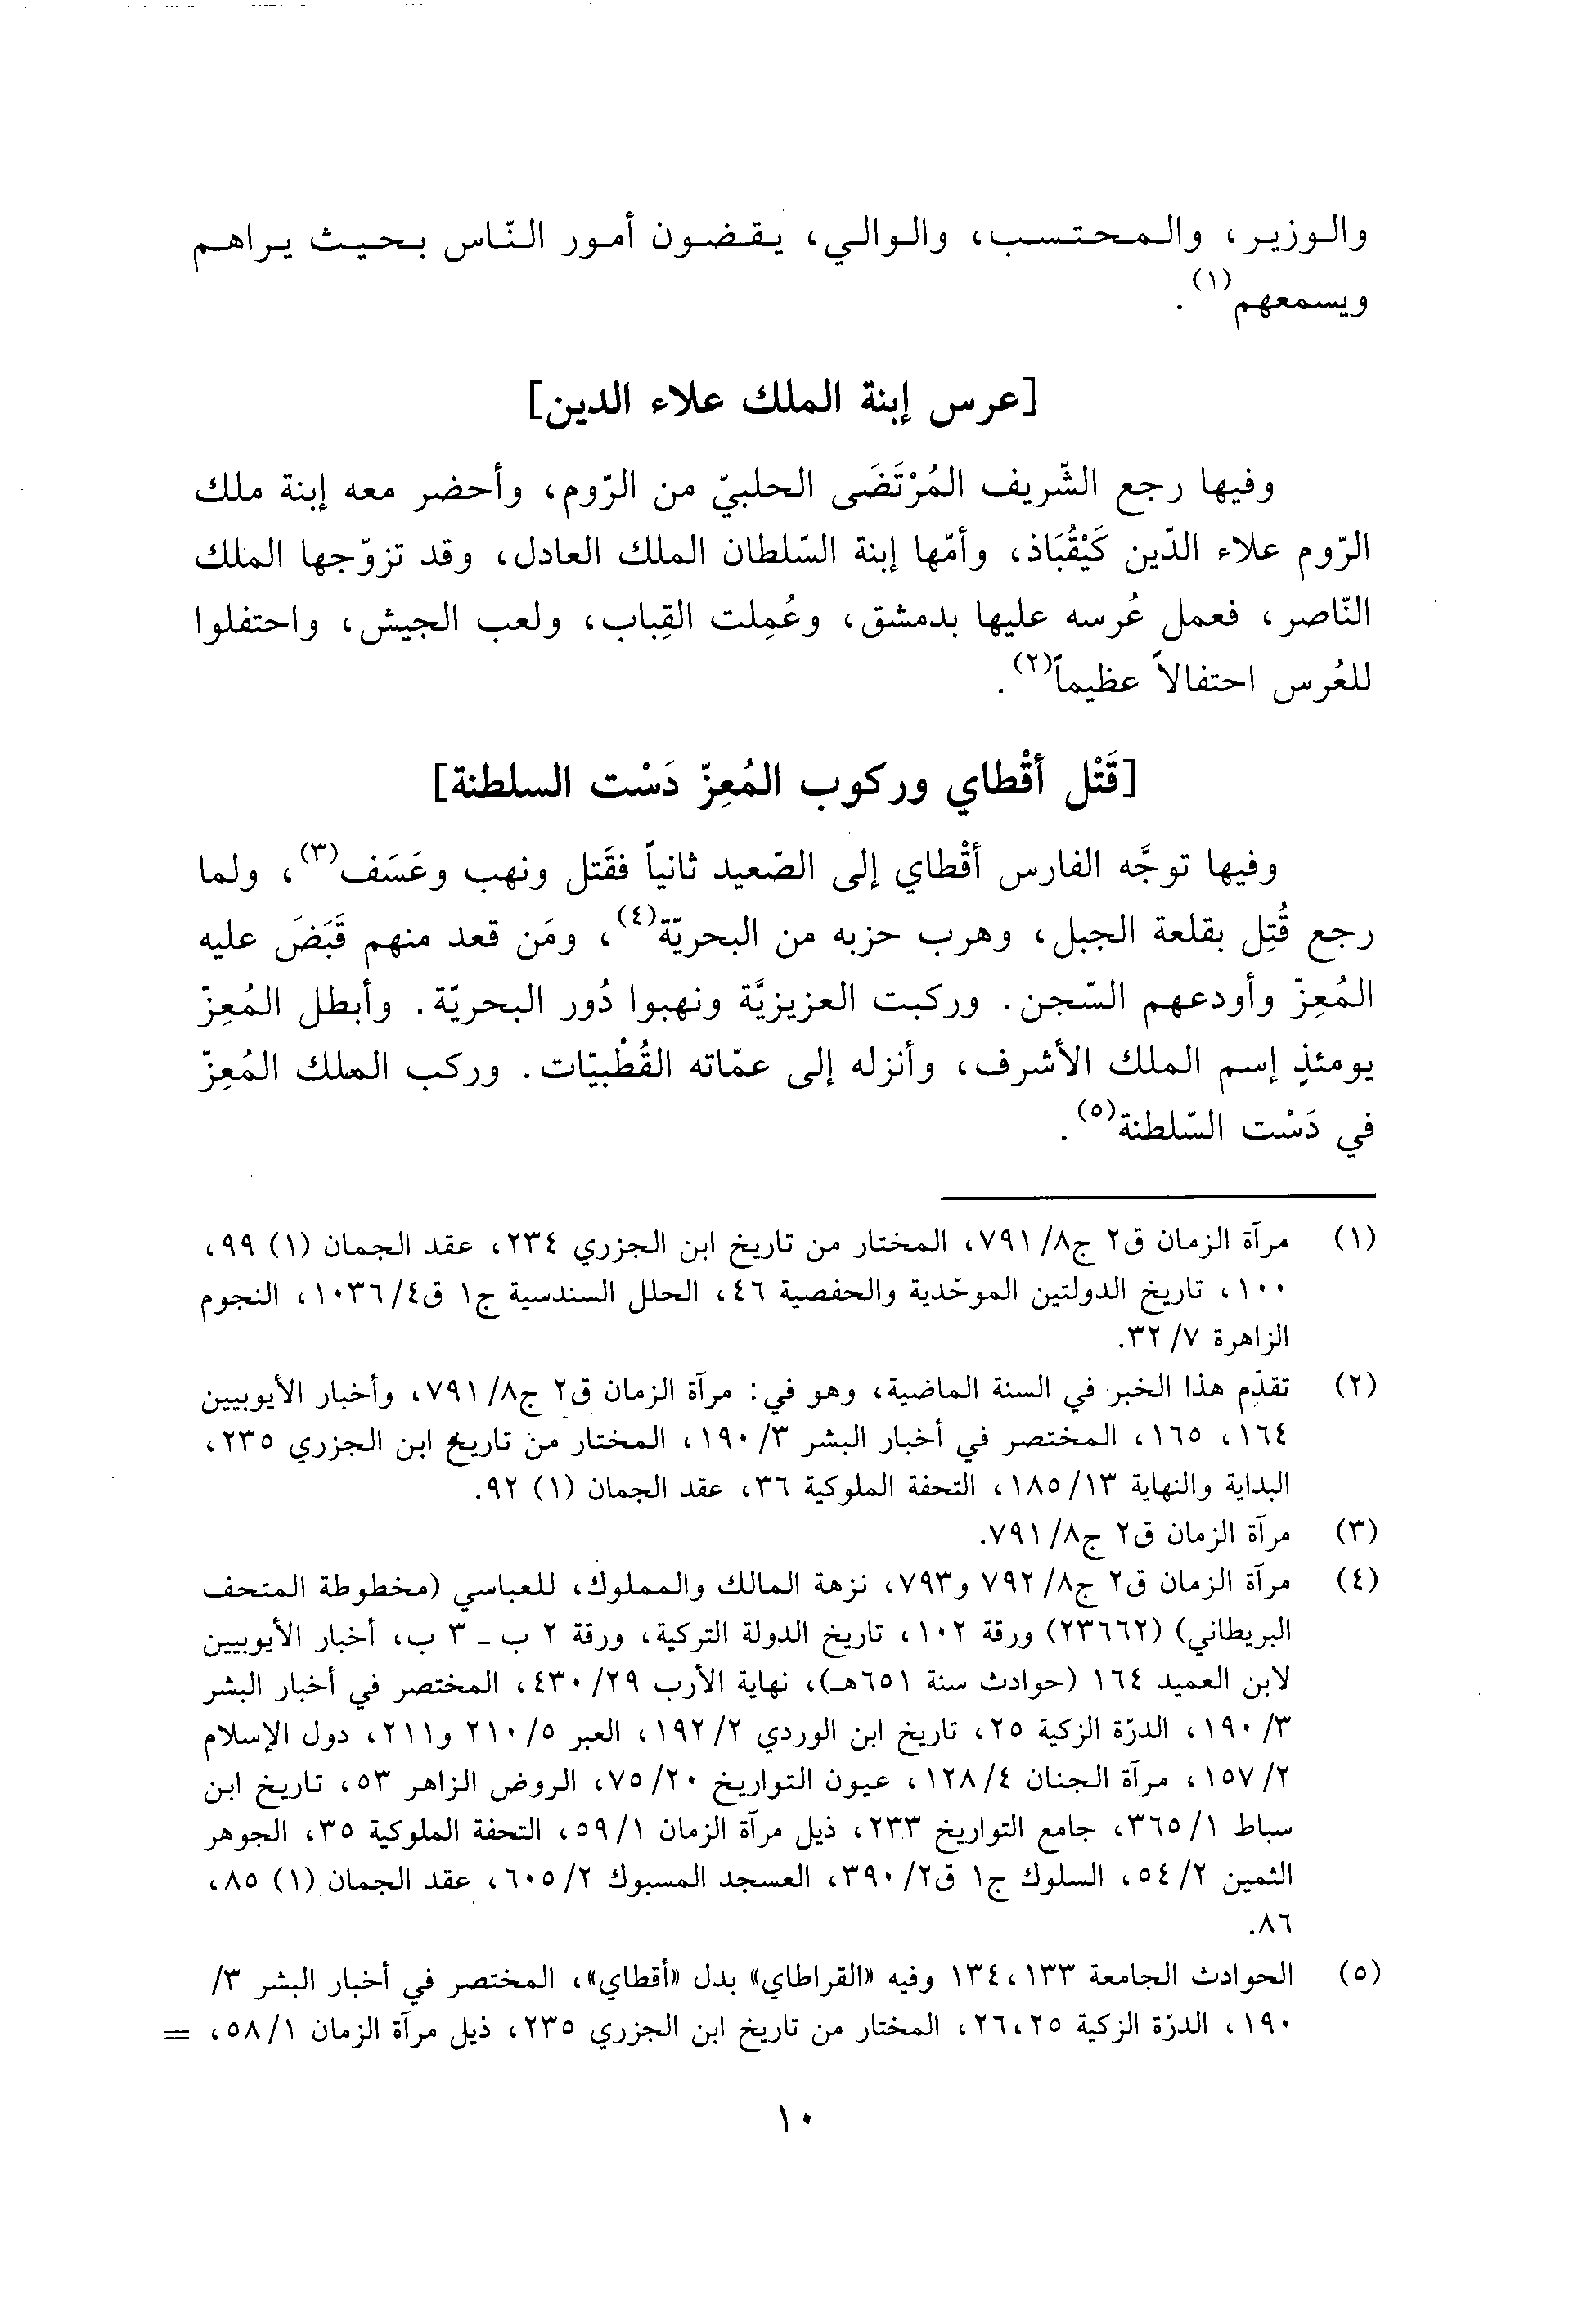 والوزير، والمحتسب، والوالي، يقضون أمور النّاس بحيث يراهم
ويسمعهم(١).
[عرس إبنة الملك علاء الدين]
وفيها رجع الشّريف المُرْتَضَى الحلبيّ من الرّوم، وأحضر معه إبنة ملك
الرّوم علاء الدّين كَيْقُبَاذ، وأمّها إبنة السّلطان الملك العادل، وقد تزوّجها الملك
النّاصر، فعمل عُرسه عليها بدمشق، وعُمِلت القِباب، ولعب الجيش، واحتفلوا
للعُرس احتفالاً عظيماً(٢).
[قَتْل أقْطاي وركوب المُعِزّ دَسْت السلطنة]
وفيها توجَّه الفارس أقْطاي إلى الصّعيد ثانياً فقَتل ونهب وعَسَف(٣)، ولما
رجع قُتِل بقلعة الجبل، وهرب حزبه من البحريّة(٤)، ومَن قعد منهم قَبَضَ عليه
المُعِزّ وأودعهم السّجن. وركبت العزيزيَّة ونهبوا دُور البحريّة. وأبطل المُعِزّ
يومئذٍ إسم الملك الأشرف، وأنزله إلى عمّاته القُطْبيّات. وركب الملك المُعِزّ
في دَسْت السّلطنة(٥).
(١) مرآة الزمان ق٢ ج٨/ ٧٩١، المختار من تاريخ ابن الجزري ٢٣٤، عقد الجمان (١) ٩٩،
١٠٠، تاريخ الدولتين الموحّدية والحفصية ٤٦، الحلل السندسية ج١ ق٤/ ١٠٣٦، النجوم
الزاهرة ٧/ ٣٢.
(٢) تقدّم هذا الخبر في السنة الماضية، وهو في: مرآة الزمان ق٢ ج٨/ ٧٩١، وأخبار الأيوبيين
١٦٤، ١٦٥، المختصر في أخبار البشر ٣/ ١٩٠، المختار من تاريخ ابن الجزري ٢٣٥،
البداية والنهاية ١٣/ ١٨٥، التحفة الملوكية ٣٦، عقد الجمان (١) ٩٢.
(٣) مرآة الزمان ق٢ ج٨/ ٧٩١.
(٤) مرآة الزمان ق٢ ج٨/ ٧٩٢ و٧٩٣، نزهة المالك والمملوك، للعباسي (مخطوطة المتحف
البريطاني) (٢٣٦٦٢) ورقة ١٠٢، تاريخ الدولة التركية، ورقة ٢ ب ـ ٣ ب، أخبار الأيوبيين
لابن العميد ١٦٤ (حوادث سنة ٦٥١هـ)، نهاية الأرب ٢٩/ ٤٣٠، المختصر في أخبار البشر
٣/ ١٩٠، الدرّة الزكية ٢٥، تاريخ ابن الوردي ٢/ ١٩٢، العبر ٥/ ٢١٠ و٢١١، دول الإسلام
٢/ ١٥٧، مرآة الجنان ٤/ ١٢٨، عيون التواريخ ٢٠/ ٧٥، الروض الزاهر ٥٣، تاريخ ابن
سباط ١/ ٣٦٥، جامع التواريخ ٢٣٣، ذيل مرآة الزمان ١/ ٥٩، التحفة الملوكية ٣٥، الجوهر
الثمين ٢/ ٥٤، السلوك ج١ ق٢/ ٣٩٠، العسجد المسبوك ٢/ ٦٠٥، عقد الجمان (١) ٨٥،
٨٦.
(٥) الحوادث الجامعة ١٣٣، ١٣٤ وفيه «القراطاي» بدل «أقطاي»، المختصر في أخبار البشر ٣/
١٩٠، الدرّة الزكية ٢٥، ٢٦، المختار من تاريخ ابن الجزري ٢٣٥، ذيل مرآة الزمان ١/ ٥٨، =
١٠